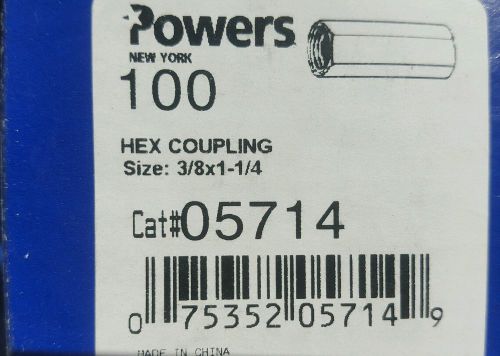 Powers
NEW YORK
100
HEX COUPLING
Size: 3/8x1-1/4
Cat#05714
0 75352 05714 9
MADE IN CHINA